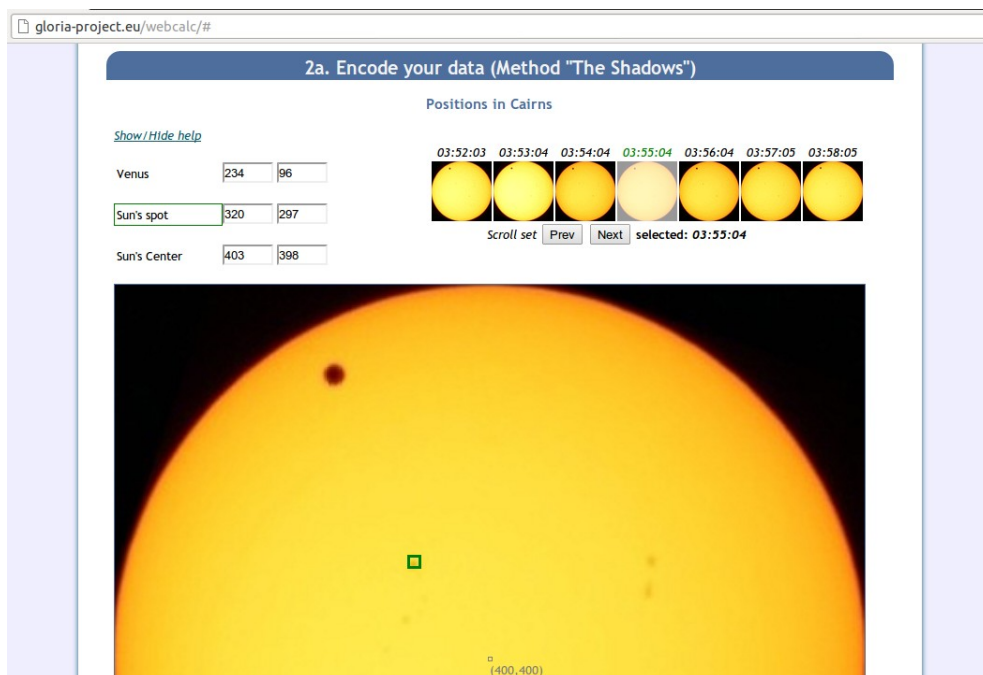 gloria-project.eu/webcalc/#
2a. Encode your data (Method "The Shadows")
Positions in Cairns
Show/Hide help
03:52:03 03:53:04 03:54:04 03:55:04 03:56:04 03:57:05 03:58:05
Venus 234 96
Sun's spot 320 297
Scroll set Prev Next selected: 03:55:04
Sun's Center 403 398
(400,400)